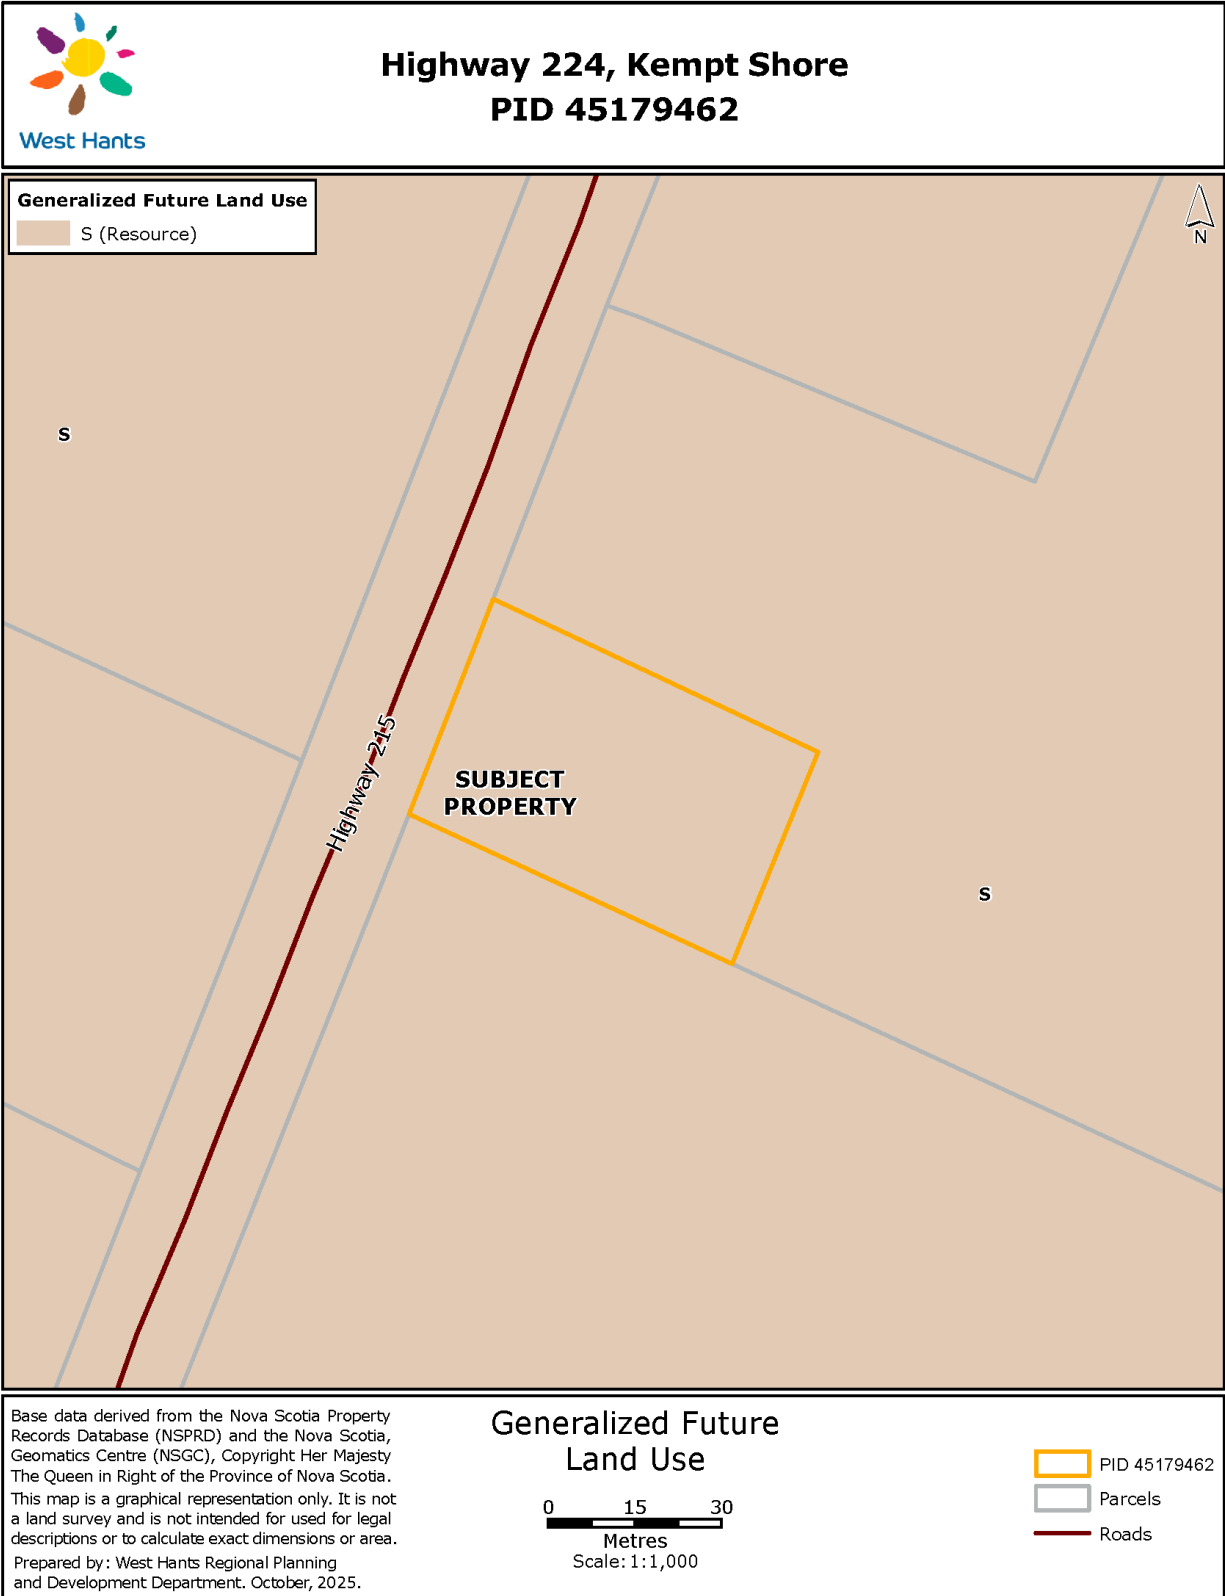 West Hants
Highway 224, Kempt Shore
PID 45179462
Generalized Future Land Use
S (Resource)
N
S
Highway 215
SUBJECT
PROPERTY
S
Base data derived from the Nova Scotia Property
Records Database (NSPRD) and the Nova Scotia,
Geomatics Centre (NSGC), Copyright Her Majesty
The Queen in Right of the Province of Nova Scotia.
This map is a graphical representation only. It is not
a land survey and is not intended for used for legal
descriptions or to calculate exact dimensions or area.
Prepared by: West Hants Regional Planning
and Development Department. October, 2025.
Generalized Future
Land Use
0 15 30
Metres
Scale: 1:1,000
PID 45179462
Parcels
Roads